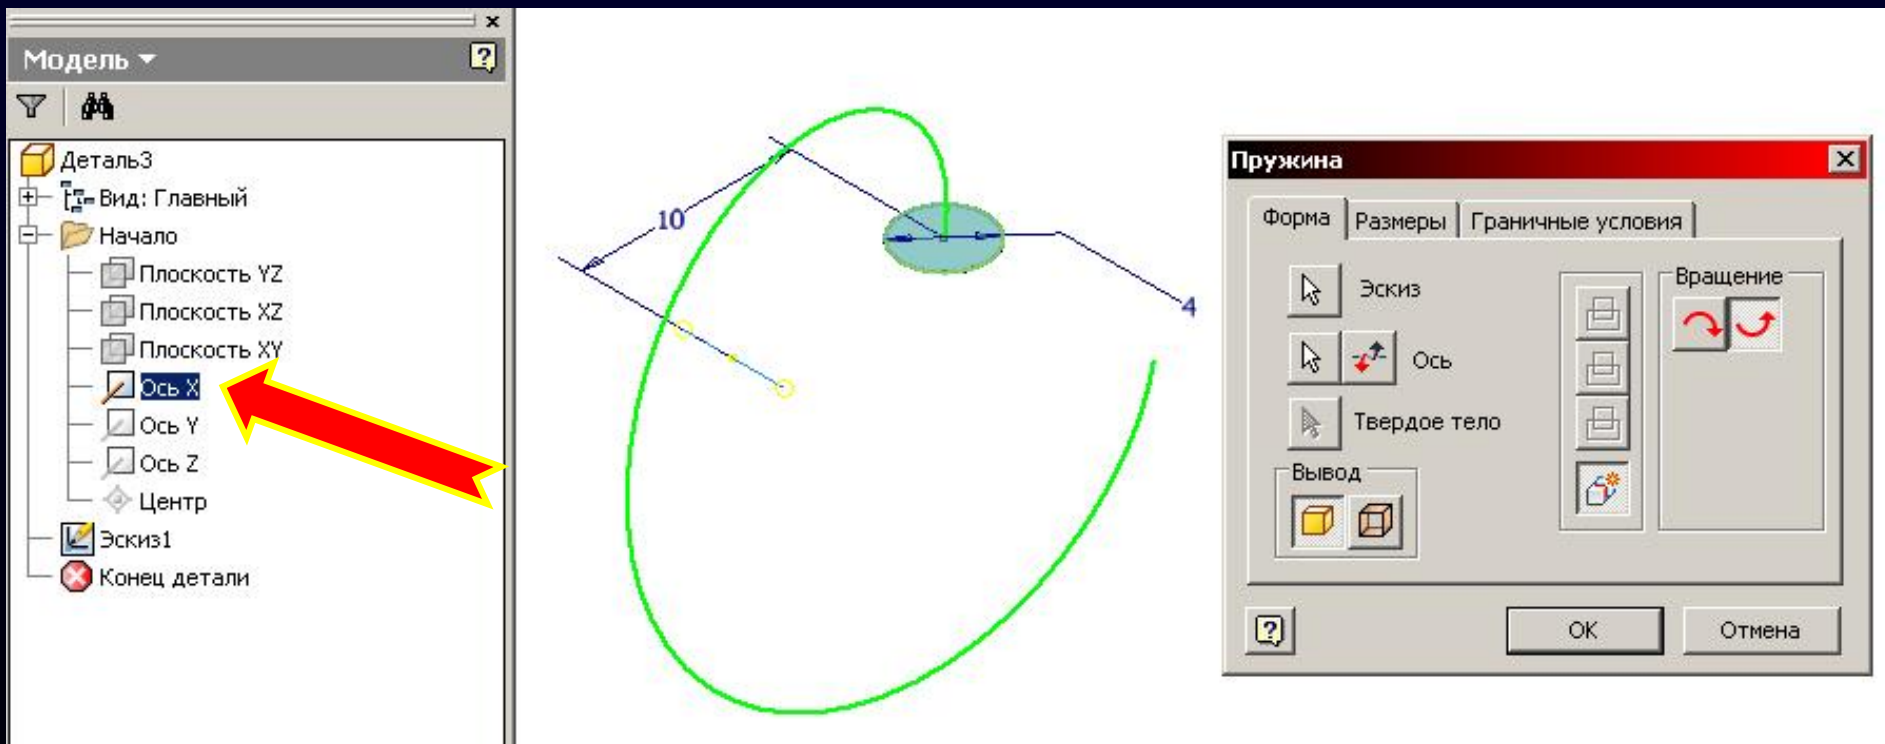 Модель
Деталь3
Вид: Главный
Начало
Плоскость YZ
Плоскость XZ
Плоскость XY
Ось X
Ось Y
Ось Z
Центр
Эскиз1
Конец детали
10
4
Пружина
Форма Размеры Граничные условия
Эскиз
Ось
Твердое тело
Вывод
Вращение
OK Отмена